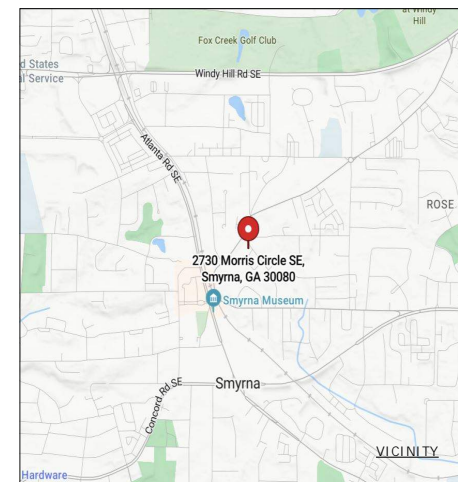 at Windy
Hill
Fox Creek Golf Club
d States
al Service
Windy Hill Rd SE
Atlanta Rd SE
ROSE
2730 Morris Circle SE,
Smyrna, GA 30080
Smyrna Museum
Smyrna
Concord Rd SE
VICINITY
Hardware